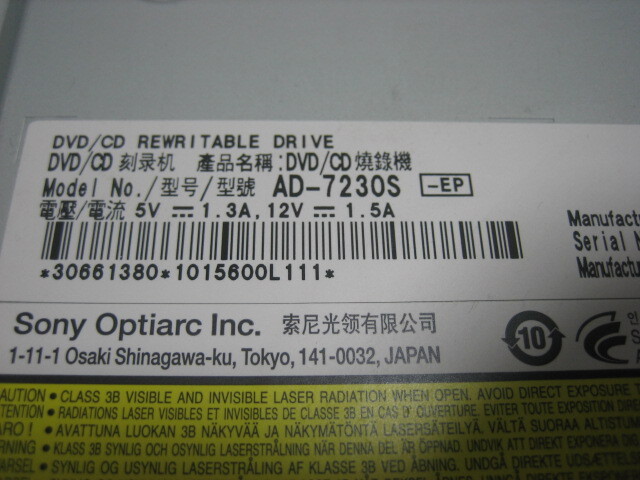 DVD/CD REWRITABLE DRIVE
DVD/CD 刻录机 產品名稱:DVD/CD燒錄機
Model No./型号/型號 AD-7230S -EP
電壓/電流 5V 1.3A,12V 1.5A
*30661380*1015600L111*
Manufact
Serial N
Manufactu
Sony Optiarc Inc. 索尼光领有限公司
1-11-1 Osaki Shinagawa-ku, Tokyo, 141-0032, JAPAN
10
CAUTION • CLASS 3B VISIBLE AND INVISIBLE LASER RADIATION WHEN OPEN. AVOID DIRECT EXPOSURE
TTENTION • RADIATIONS LASER VISIBLES ET INVISIBLES DE CLASSE 3B EN CAS D' OUVERTURE. EVITER TOUTE EXPOSITION DIREC
ARO ! • AVATTUNA LUOKAN 3B NÄKYVÄÄ JA NÄKYMÄTÖNTÄ LASERSÄTEILYÄ. VÄLTÄ SUORAA ALTISTUM
RNING • KLASS 3B SYNLIG OCH OSYNLIG LASERSTRÅLNING NÄR DENNA DEL ÄR ÖPPNAD. UNDVIK ATT DIREKT EXPONERA DIG
ARSEL • SYNLIG OG USYNLIG LASERSTRÅLING AF KLASSE 3B VED ÅBNING. UNDGÅ DIREKTE UDSÆTTELSE